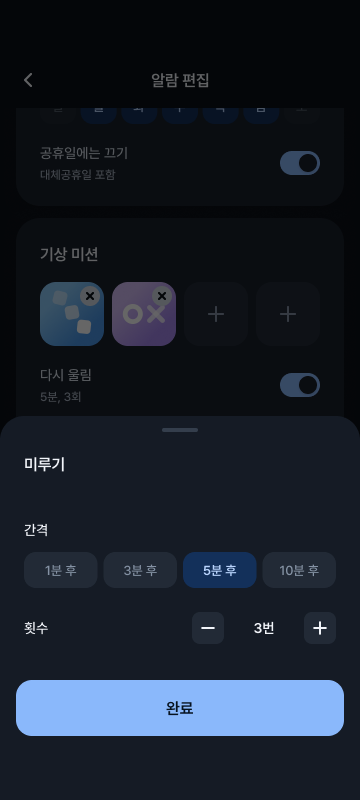 알람 편집
공휴일에는 끄기
대체공휴일 포함
기상 미션
다시 울림
5분, 3회
미루기
간격
1분 후 3분 후 5분 후 10분 후
횟수 3번
완료